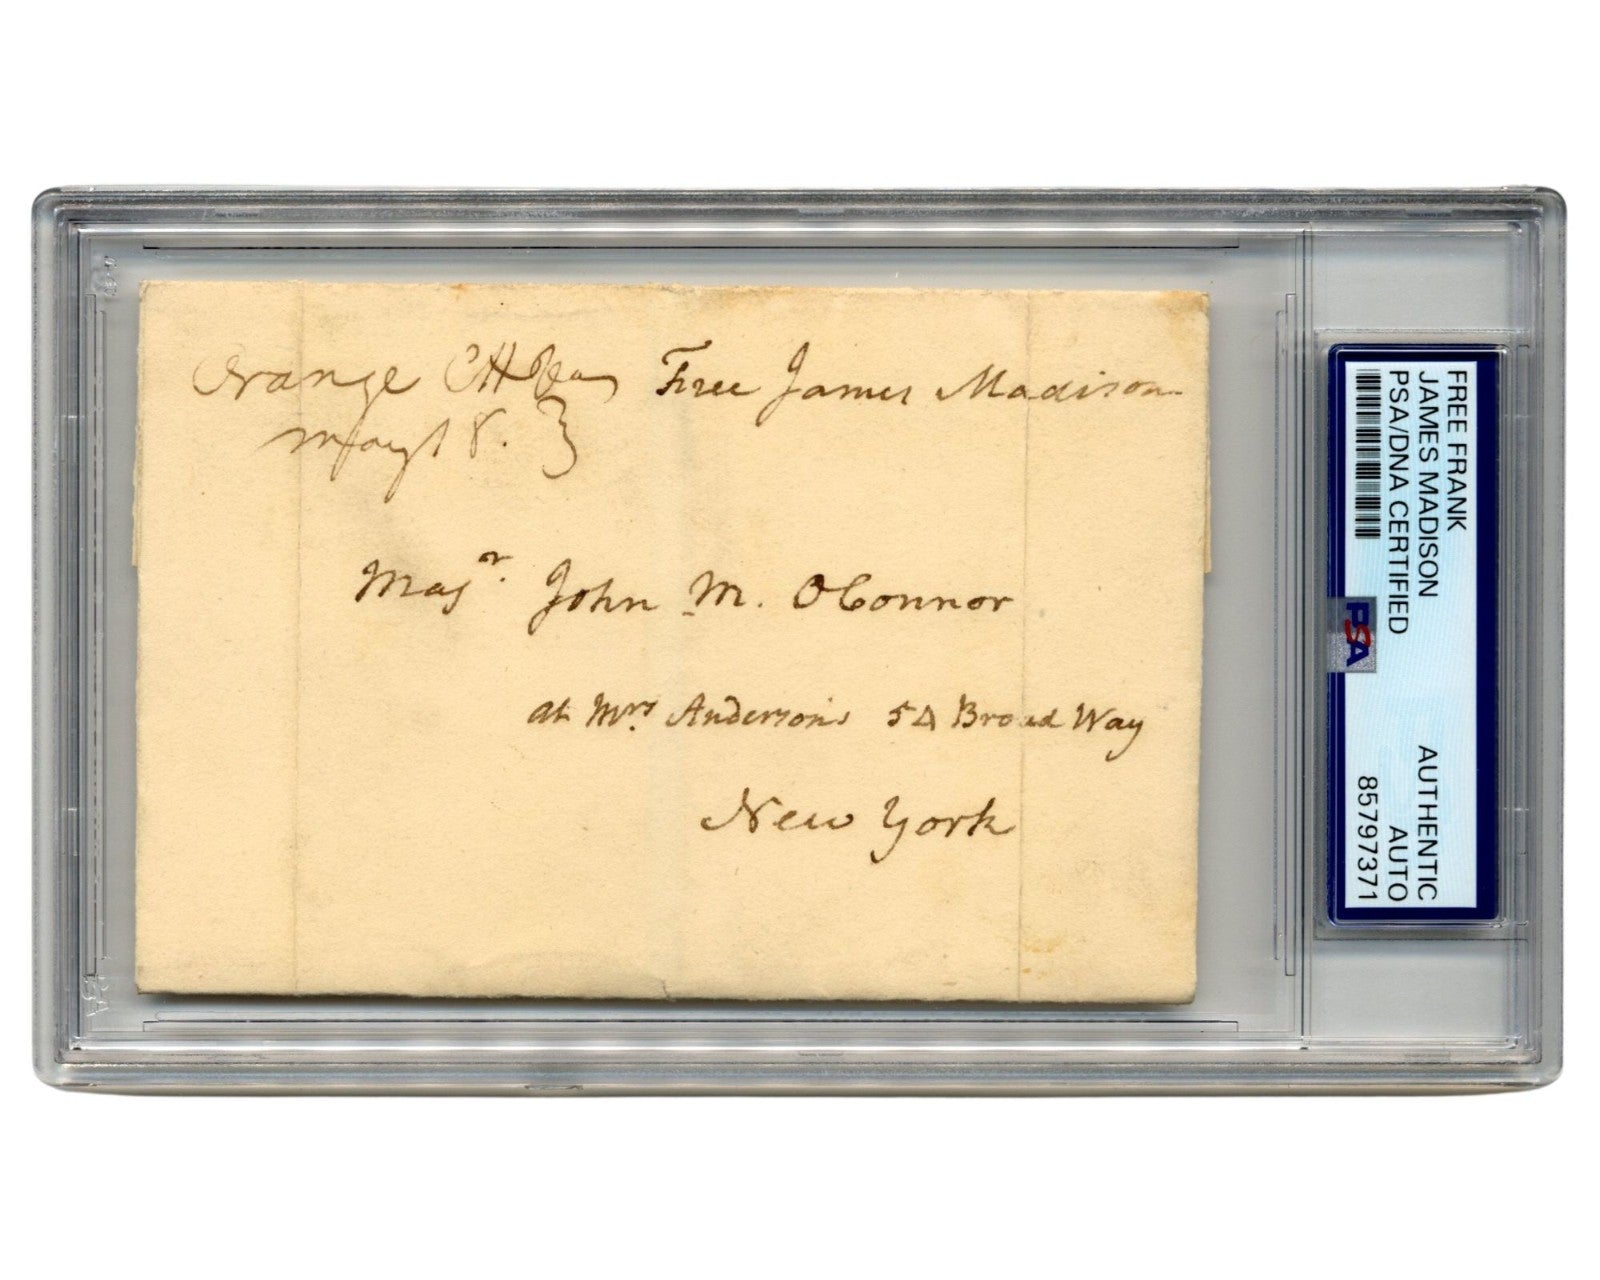 Orange CH Va
Free James Madison
May 18.
Majr. John M. OConnor
at Mrs Anderson's 54 Broad Way
New York
FREE FRANK
JAMES MADISON
PSA/DNA CERTIFIED
AUTHENTIC
AUTO
85797371
PSA